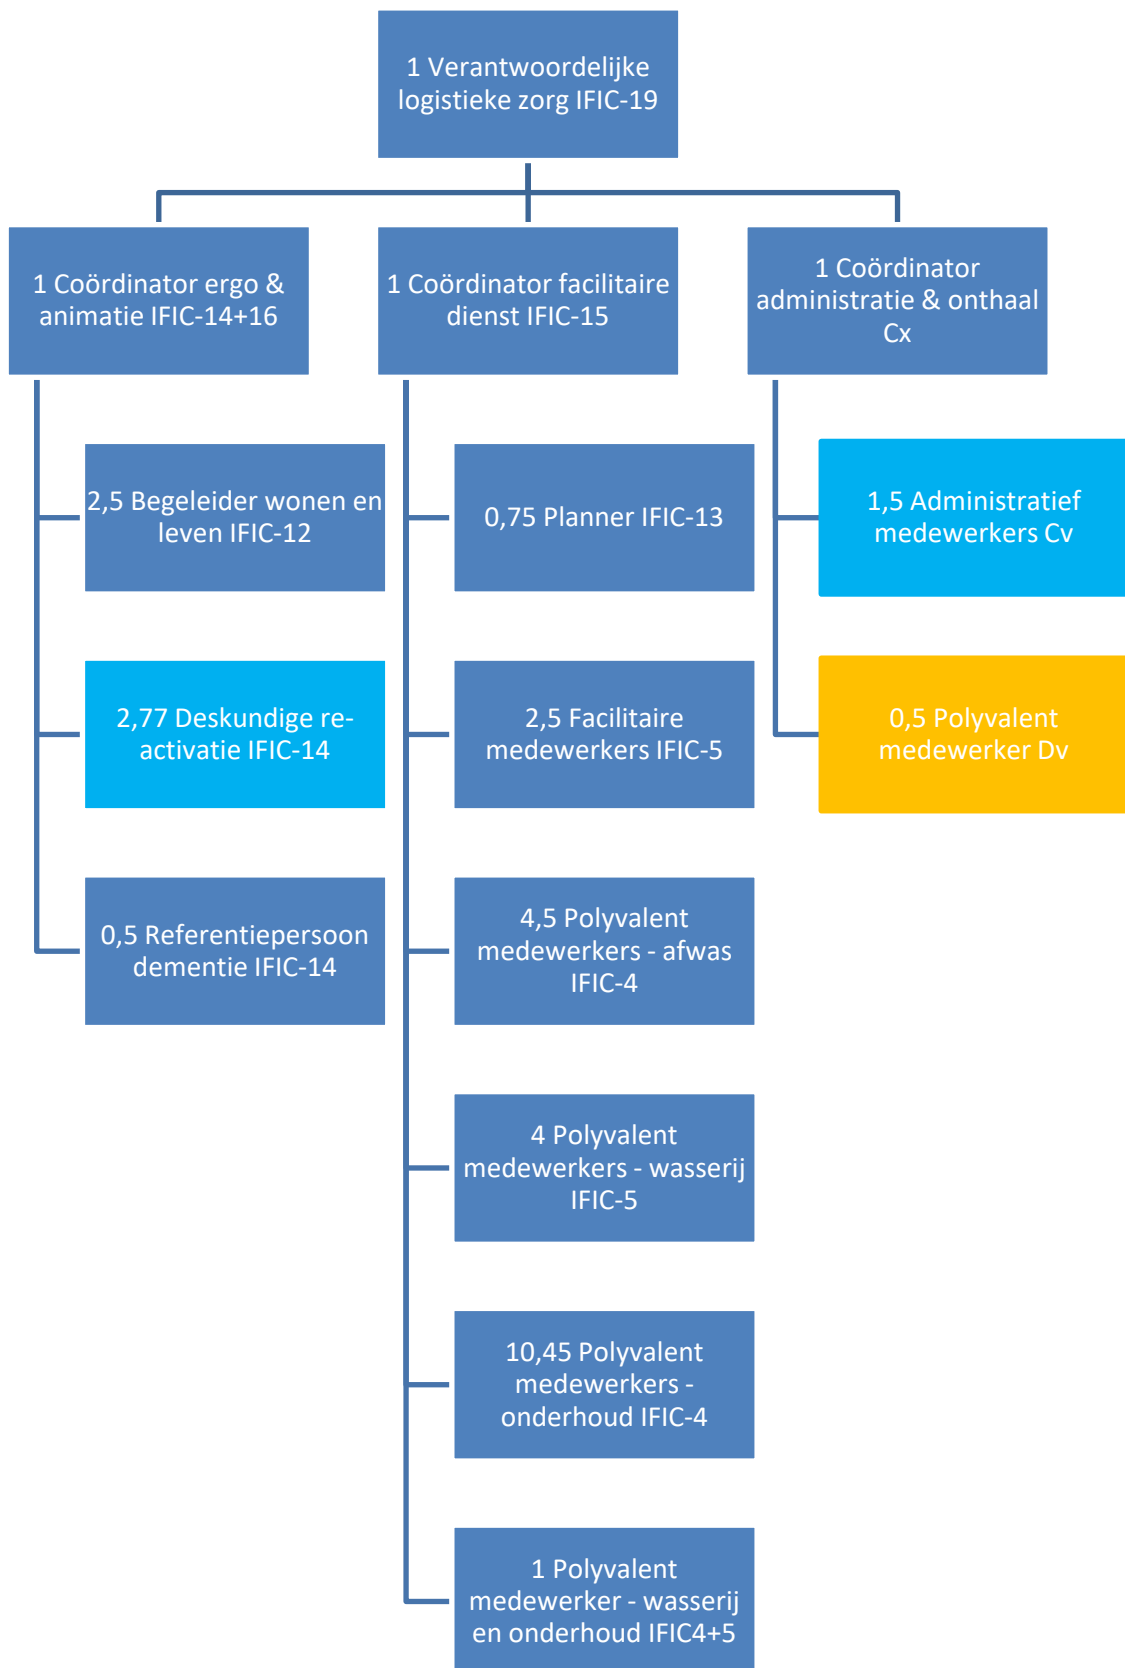 1 Verantwoordelijke
logistieke zorg IFIC-19
1 Coördinator ergo &
animatie IFIC-14+16
1 Coördinator facilitaire
dienst IFIC-15
1 Coördinator
administratie & onthaal
Cx
2,5 Begeleider wonen en
leven IFIC-12
2,77 Deskundige re-
activatie IFIC-14
0,5 Referentiepersoon
dementie IFIC-14
0,75 Planner IFIC-13
2,5 Facilitaire
medewerkers IFIC-5
4,5 Polyvalent
medewerkers - afwas
IFIC-4
4 Polyvalent
medewerkers - wasserij
IFIC-5
10,45 Polyvalent
medewerkers -
onderhoud IFIC-4
1 Polyvalent
medewerker - wasserij
en onderhoud IFIC4+5
1,5 Administratief
medewerkers Cv
0,5 Polyvalent
medewerker Dv